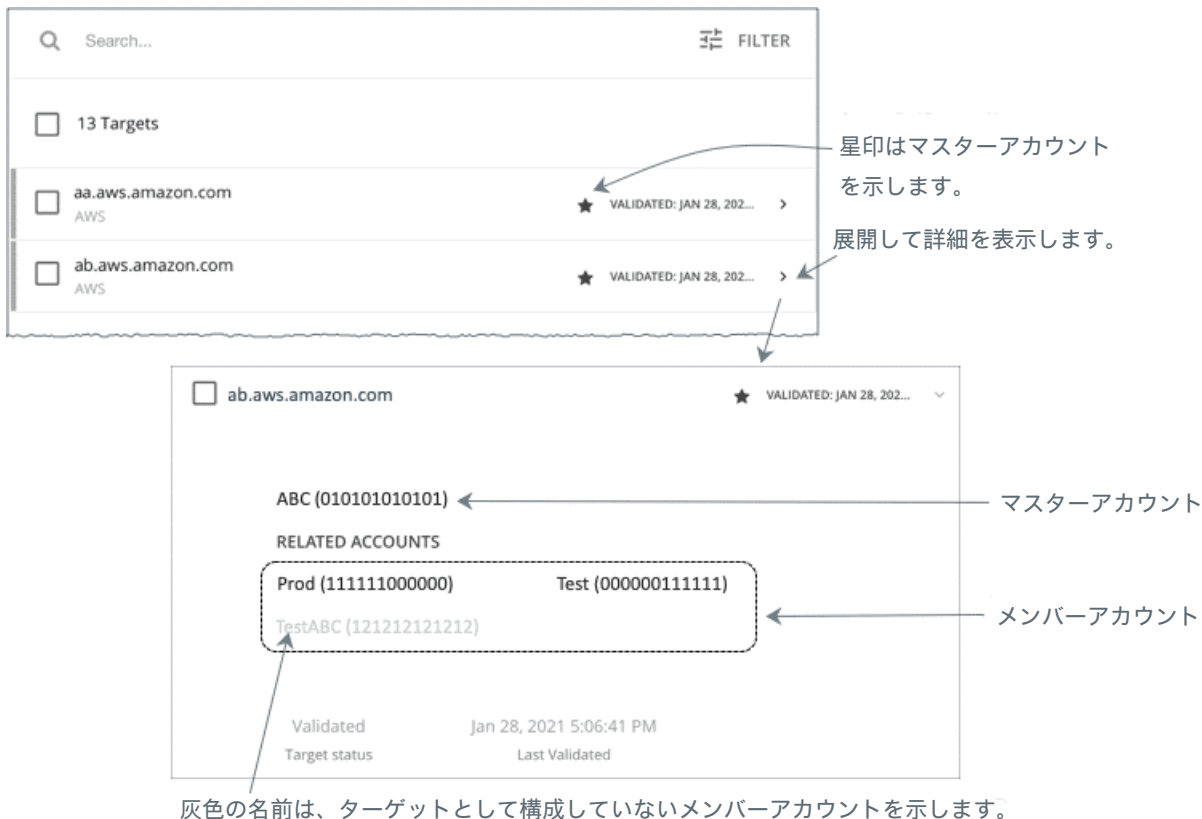 Search...
FILTER
13 Targets
星印はマスターアカウント
を示します。
aa.aws.amazon.com
AWS
VALIDATED: JAN 28, 202...
展開して詳細を表示します。
ab.aws.amazon.com
AWS
VALIDATED: JAN 28, 202...
ab.aws.amazon.com
VALIDATED: JAN 28, 202...
ABC (010101010101)
マスターアカウント
RELATED ACCOUNTS
Prod (111111000000) Test (000000111111)
メンバーアカウント
TestABC (121212121212)
Validated Jan 28, 2021 5:06:41 PM
Target status Last Validated
灰色の名前は、ターゲットとして構成していないメンバーアカウントを示します。